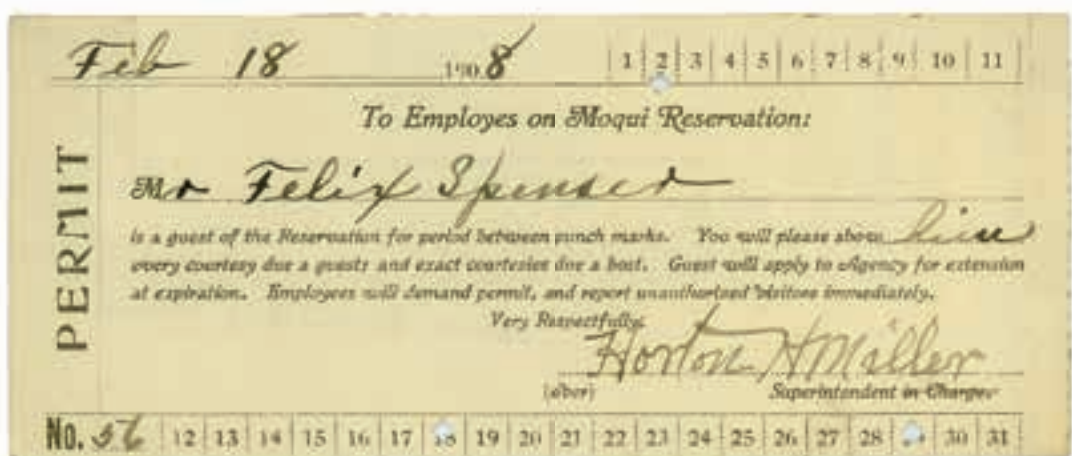 Feb 18 1908 1 2 3 4 5 6 7 8 9 10 11
PERMIT
To Employes on Moqui Reservation:
Mr Felix Spenser
is a guest of the Reservation for period between punch marks. You will please show him
every courtesy due a guests and exact courtesies due a host. Guest will apply to Agency for extension
at expiration. Employees will demand permit, and report unauthorized visitors immediately.
Very Respectfully,
Horton H Miller
(over) Superintendent in Charge
No. 56 12 13 14 15 16 17 18 19 20 21 22 23 24 25 26 27 28 29 30 31